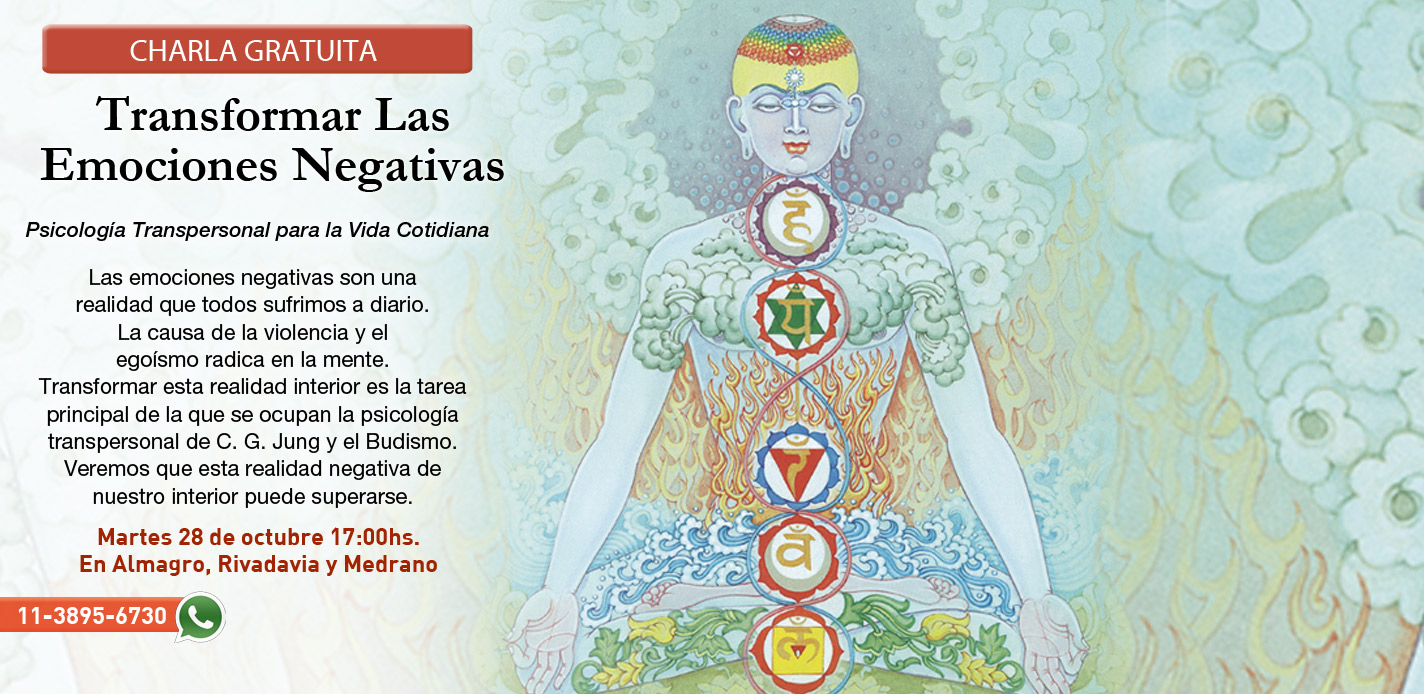 CHARLA GRATUITA
Transformar Las
Emociones Negativas
Psicología Transpersonal para la Vida Cotidiana
Las emociones negativas son una
realidad que todos sufrimos a diario.
La causa de la violencia y el
egoísmo radica en la mente.
Transformar esta realidad interior es la tarea
principal de la que se ocupan la psicología
transpersonal de C. G. Jung y el Budismo.
Veremos que esta realidad negativa de
nuestro interior puede superarse.
Martes 28 de octubre 17:00hs.
En Almagro, Rivadavia y Medrano
11-3895-6730
हँ
यँ
रँ
वँ